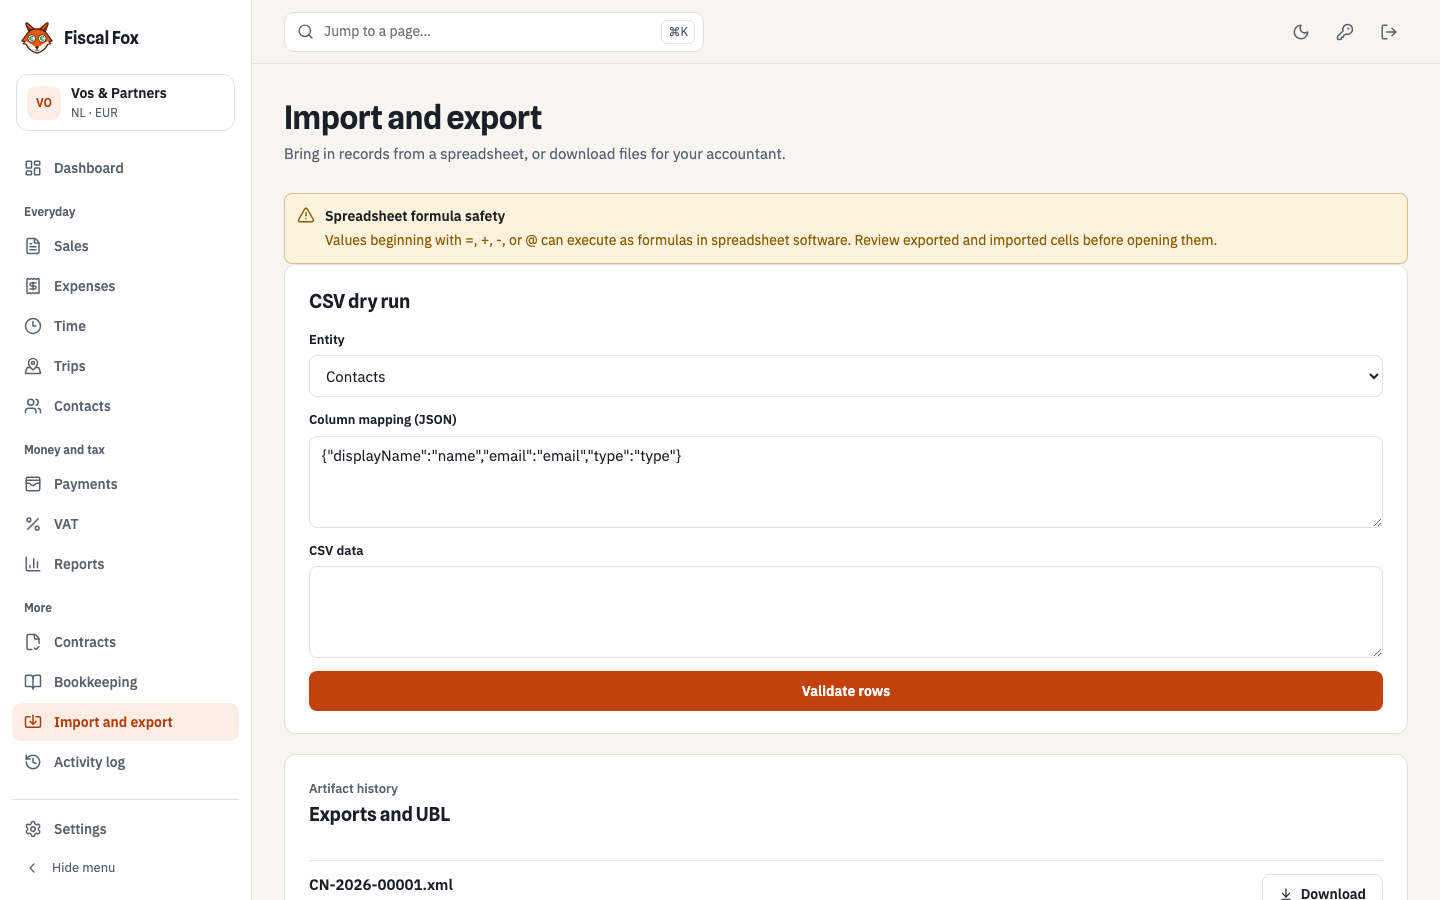 Fiscal Fox
Jump to a page...
⌘K
VO
Vos & Partners
NL · EUR
Dashboard
Everyday
Sales
Expenses
Time
Trips
Contacts
Money and tax
Payments
VAT
Reports
More
Contracts
Bookkeeping
Import and export
Activity log
Settings
Hide menu
Import and export
Bring in records from a spreadsheet, or download files for your accountant.
Spreadsheet formula safety
Values beginning with =, +, -, or @ can execute as formulas in spreadsheet software. Review exported and imported cells before opening them.
CSV dry run
Entity
Contacts
Column mapping (JSON)
{"displayName":"name","email":"email","type":"type"}
CSV data
Validate rows
Artifact history
Exports and UBL
CN-2026-00001.xml
Download